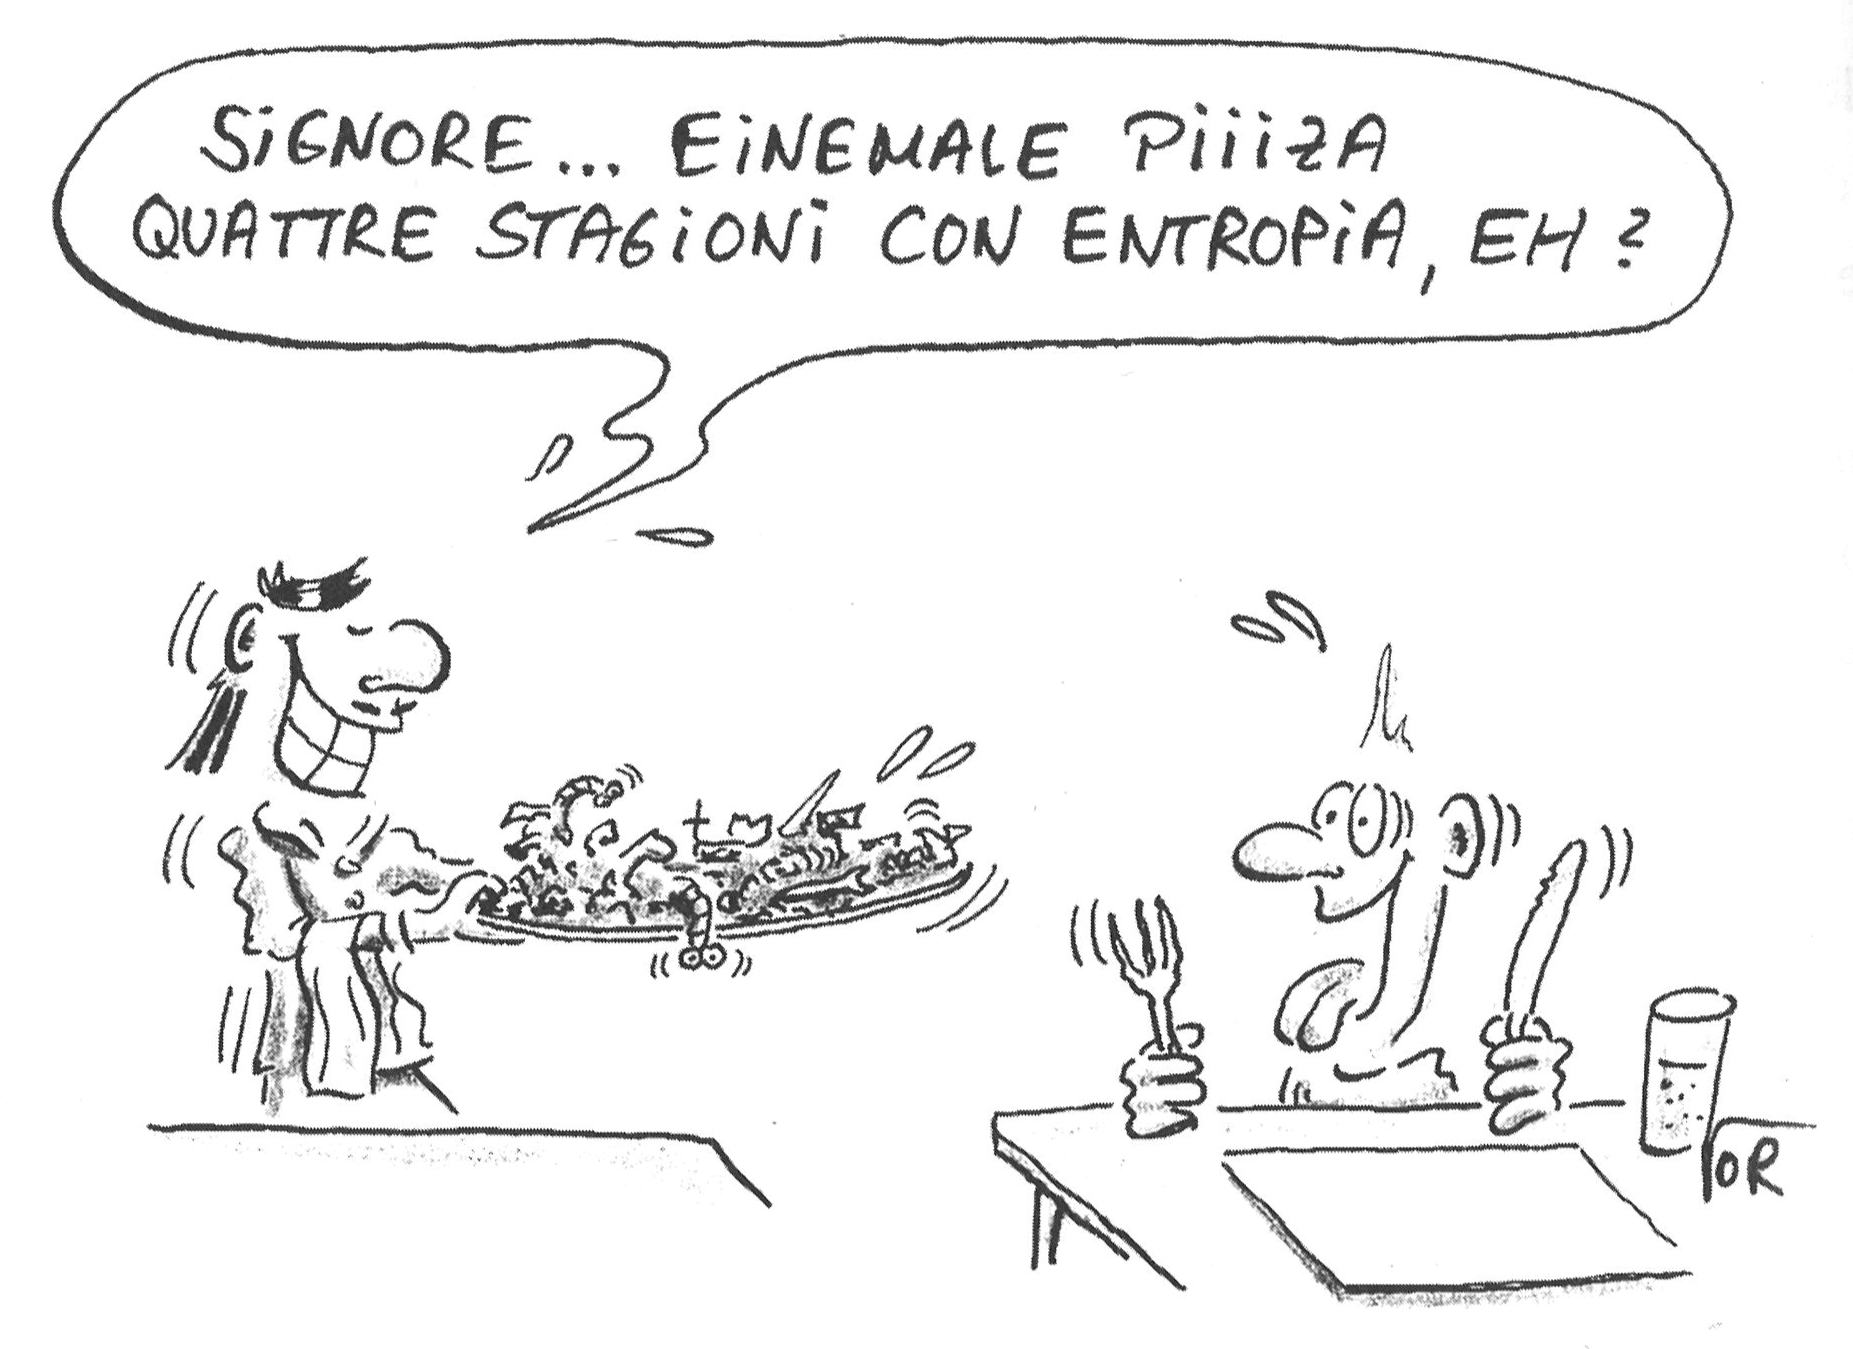 SiGNORE... EiNEMALE PiiiZA
QUATTRE STAGiONi CON ENTROPiA, EH?
OR